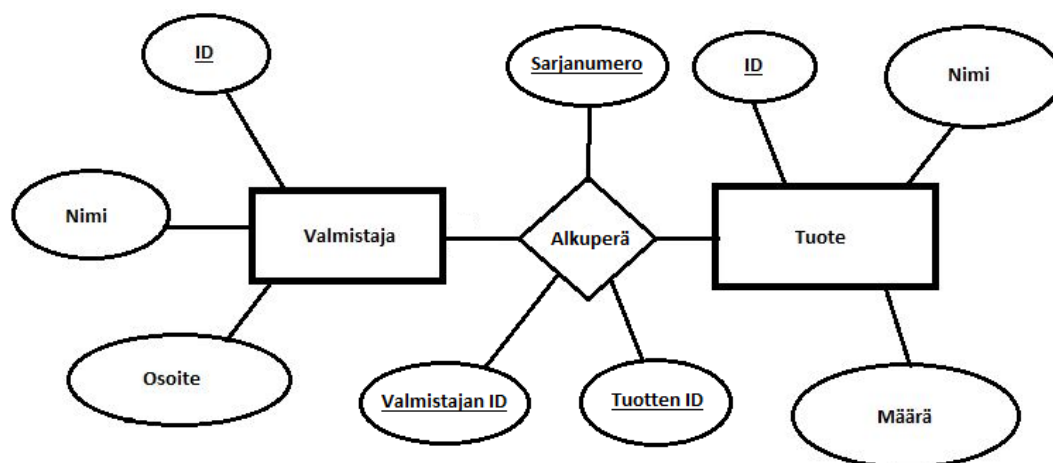 ID
Sarjanumero
ID
Nimi
Nimi
Valmistaja
Alkuperä
Tuote
Osoite
Valmistajan ID
Tuotten ID
Määrä